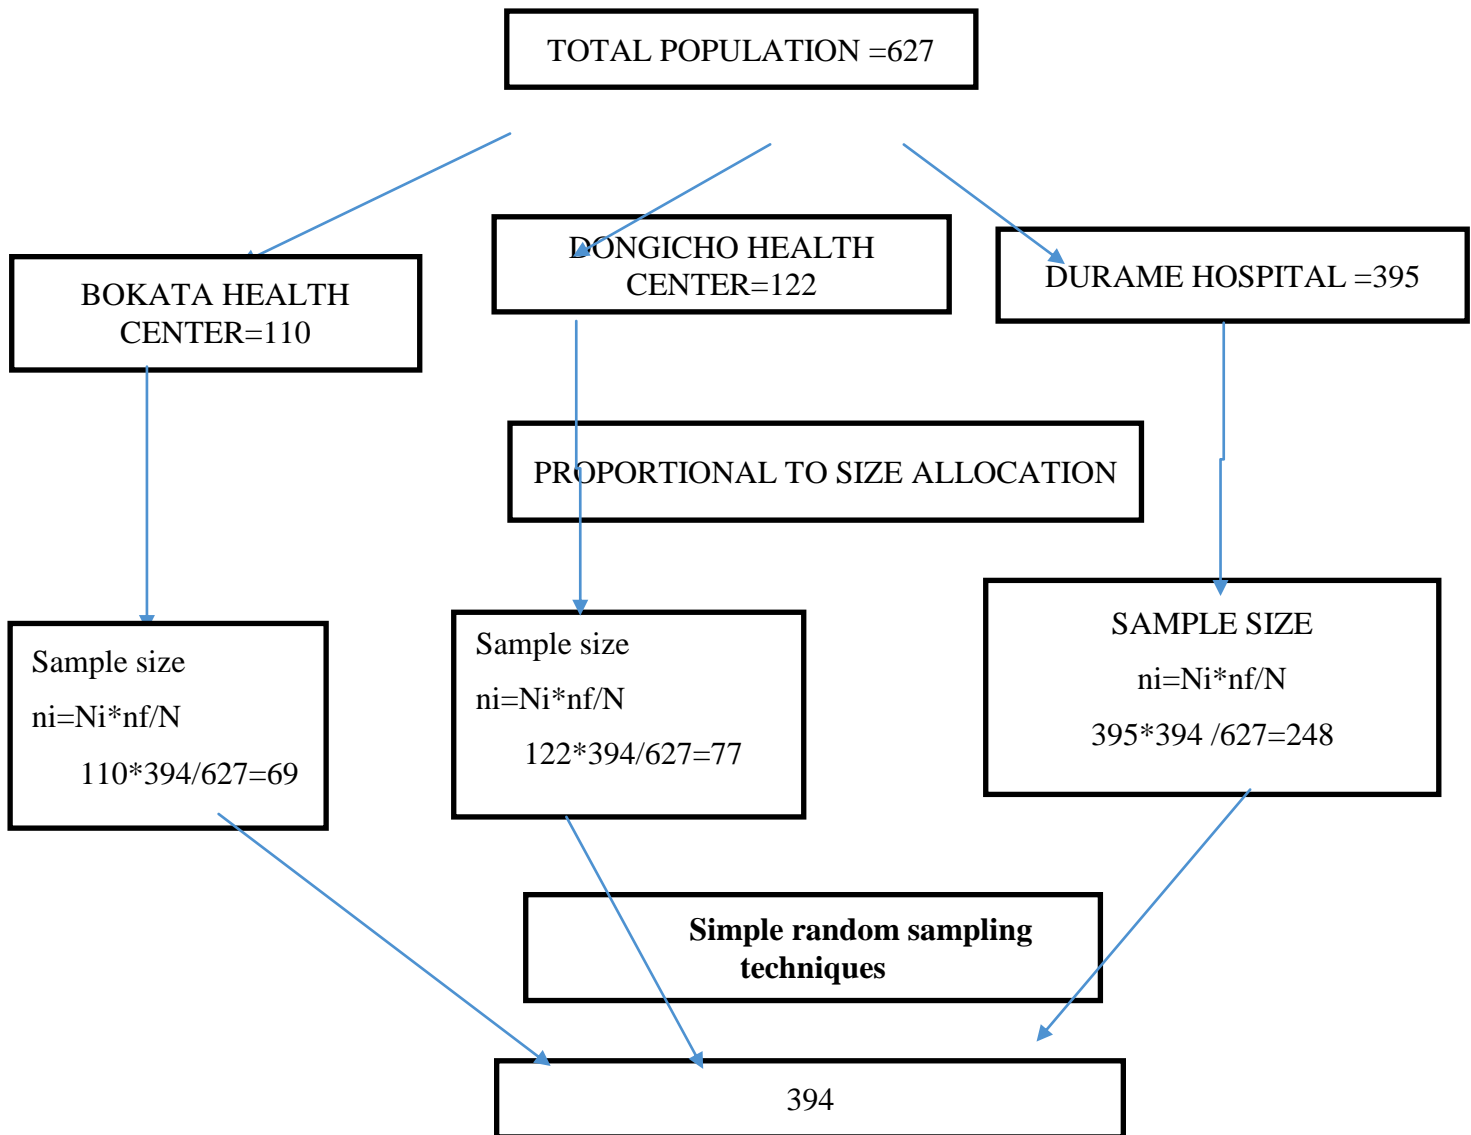 TOTAL POPULATION =627
BOKATA HEALTH
CENTER=110
DONGICHO HEALTH
CENTER=122
DURAME HOSPITAL =395
PROPORTIONAL TO SIZE ALLOCATION
Sample size
ni=Ni*nf/N
110*394/627=69
Sample size
ni=Ni*nf/N
122*394/627=77
SAMPLE SIZE
ni=Ni*nf/N
395*394 /627=248
Simple random sampling
techniques
394